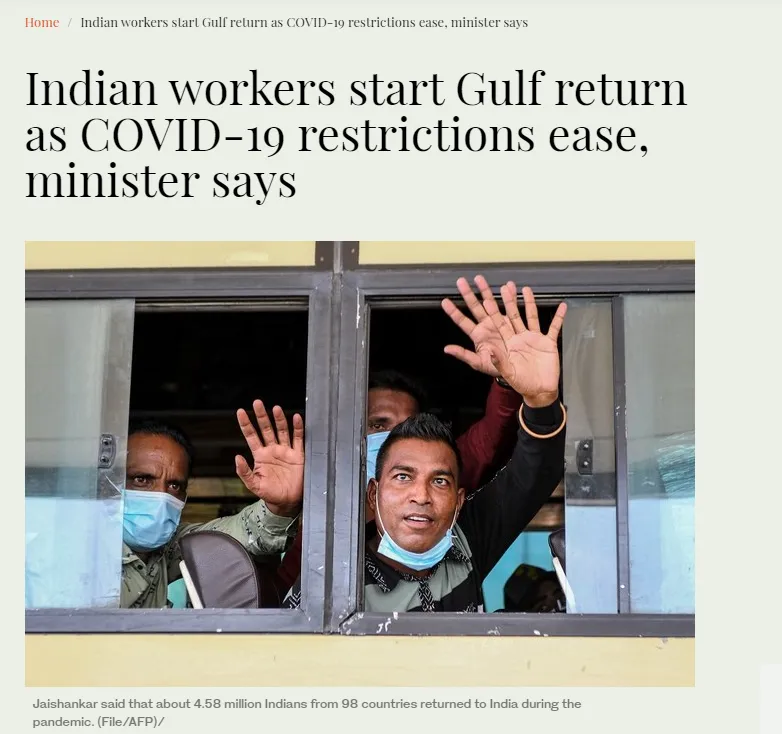 Home / Indian workers start Gulf return as COVID-19 restrictions ease, minister says
Indian workers start Gulf return
as COVID-19 restrictions ease,
minister says
Jaishankar said that about 4.58 million Indians from 98 countries returned to India during the
pandemic. (File/AFP)/